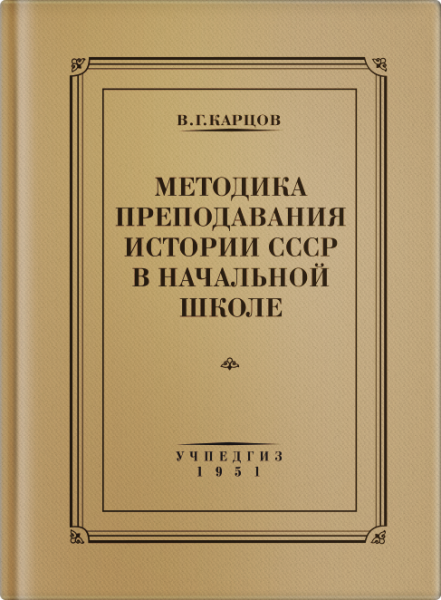 В.Г.КАРЦОВ
МЕТОДИКА
ПРЕПОДАВАНИЯ
ИСТОРИИ СССР
В НАЧАЛЬНОЙ
ШКОЛЕ
УЧПЕДГИЗ
1951